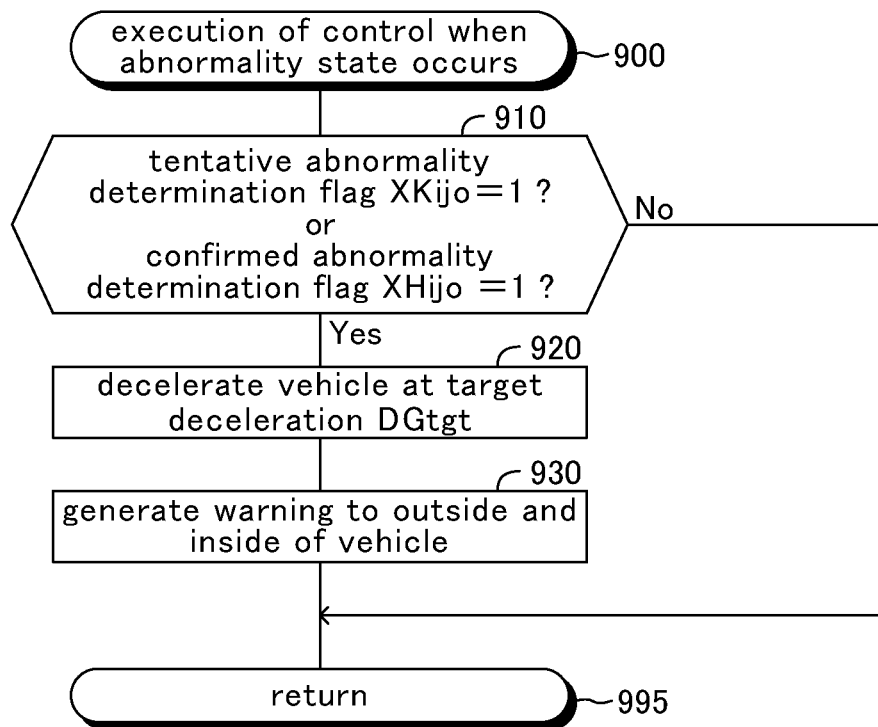 execution of control when
abnormality state occurs
900
910
tentative abnormality
determination flag XKijo=1 ?
or
confirmed abnormality
determination flag XHijo =1 ?
No
Yes
920
decelerate vehicle at target
deceleration DGtgt
930
generate warning to outside and
inside of vehicle
return
995